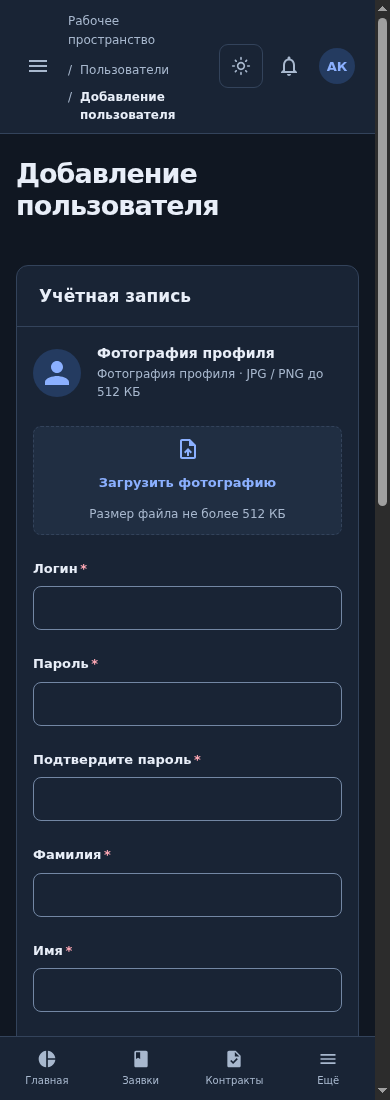 Рабочее
пространство
/ Пользователи
/ Добавление
пользователя
АК
Добавление
пользователя
Учётная запись
Фотография профиля
Фотография профиля · JPG / PNG до
512 КБ
Загрузить фотографию
Размер файла не более 512 КБ
Логин *
Пароль *
Подтвердите пароль *
Фамилия *
Имя *
Главная
Заявки
Контракты
Ещё